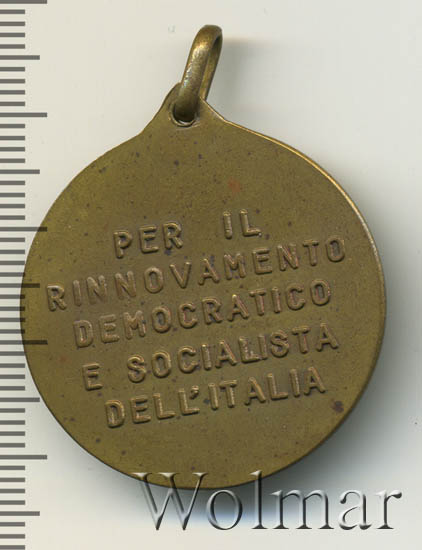 PER IL
RINNOVAMENTO
DEMOCRATICO
E SOCIALISTA
DELL'ITALIA
Wolmar